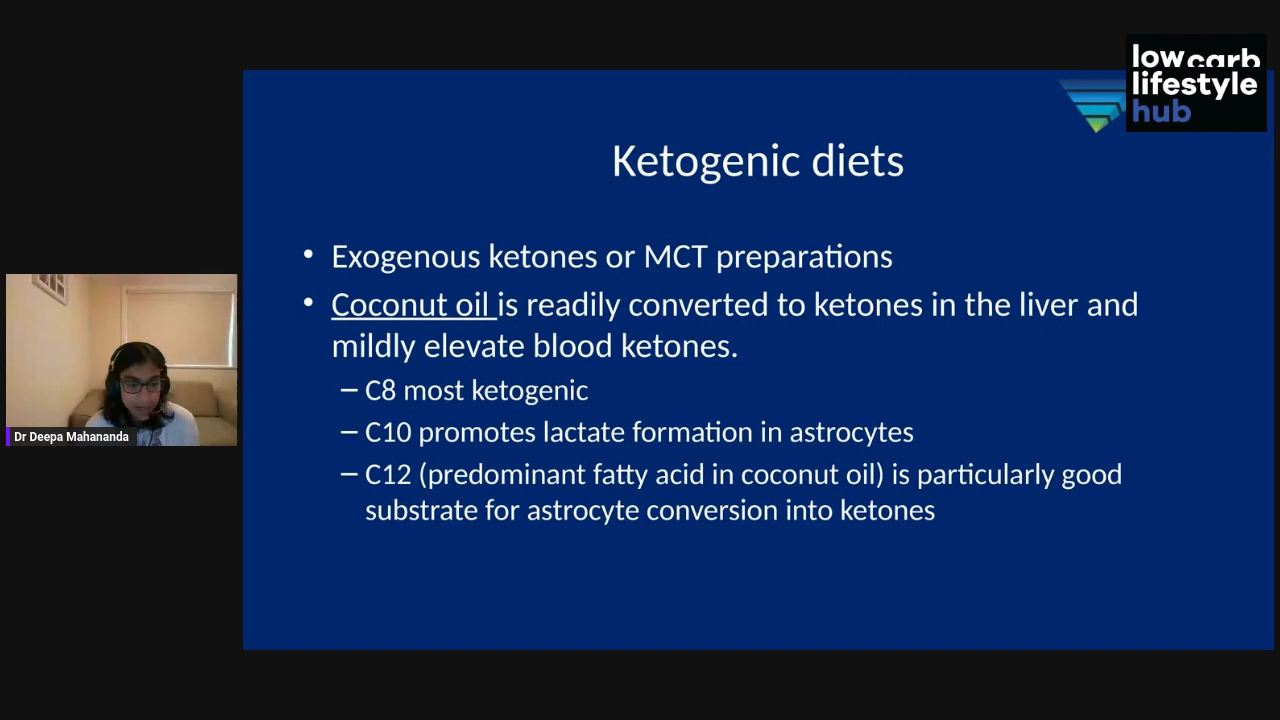 low carb
lifestyle
hub
Ketogenic diets
• Exogenous ketones or MCT preparations
• Coconut oil is readily converted to ketones in the liver and
mildly elevate blood ketones.
– C8 most ketogenic
– C10 promotes lactate formation in astrocytes
– C12 (predominant fatty acid in coconut oil) is particularly good
substrate for astrocyte conversion into ketones
Dr Deepa Mahananda